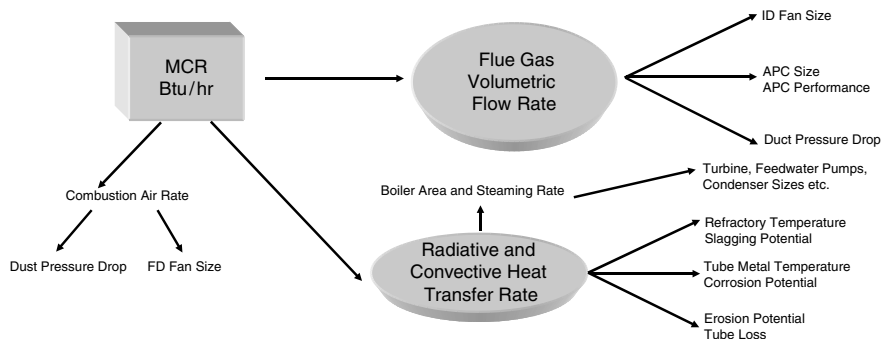 MCR
Btu/hr
Flue Gas
Volumetric
Flow Rate
ID Fan Size
APC Size
APC Performance
Duct Pressure Drop
Combustion Air Rate
Dust Pressure Drop
FD Fan Size
Boiler Area and Steaming Rate
Turbine, Feedwater Pumps,
Condenser Sizes etc.
Radiative and
Convective Heat
Transfer Rate
Refractory Temperature
Slagging Potential
Tube Metal Temperature
Corrosion Potential
Erosion Potential
Tube Loss